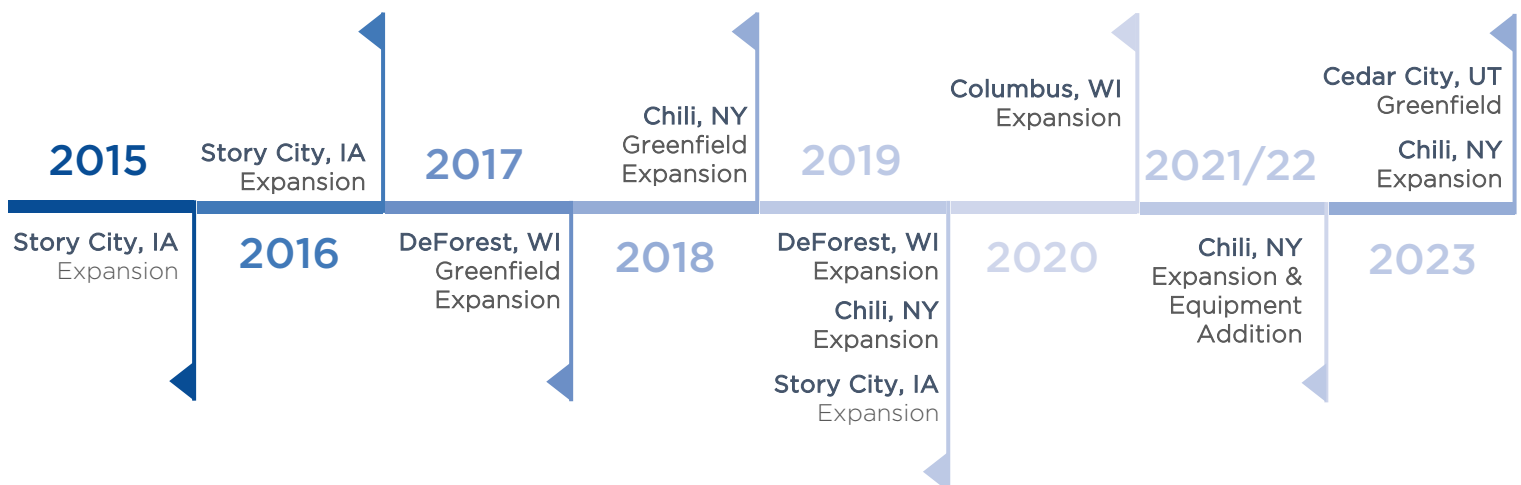 2015
Story City, IA
Expansion
Story City, IA
Expansion
2016
2017
DeForest, WI
Greenfield
Expansion
Chili, NY
Greenfield
Expansion
2018
2019
DeForest, WI
Expansion
Chili, NY
Expansion
Story City, IA
Expansion
Columbus, WI
Expansion
2020
2021/22
Chili, NY
Expansion &
Equipment
Addition
Cedar City, UT
Greenfield
Chili, NY
Expansion
2023